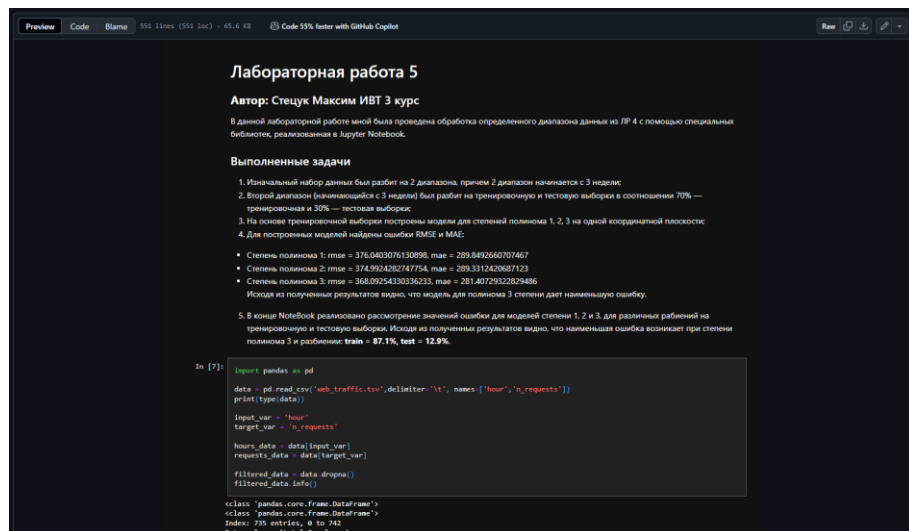 Preview Code Blame 551 lines (551 loc) · 65.6 KB Code 55% faster with GitHub Copilot Raw
Лабораторная работа 5
Автор: Стецук Максим ИВТ 3 курс
В данной лабораторной работе мной была проведена обработка определенного диапазона данных из ЛР 4 с помощью специальных
библиотек, реализованная в Jupyter Notebook.
Выполненные задачи
1. Изначальный набор данных был разбит на 2 диапазона, причем 2 диапазон начинается с 3 недели;
2. Второй диапазон (начинающийся с 3 недели) был разбит на тренировочную и тестовую выборки в соотношении 70% —
тренировочная и 30% — тестовая выборки;
3. На основе тренировочной выборки построены модели для степеней полинома 1, 2, 3 на одной координатной плоскости;
4. Для построенных моделей найдены ошибки RMSE и MAE:
• Степень полинома 1: rmse = 376.0403076130898, mae = 289.8492660707467
• Степень полинома 2: rmse = 374.9924282747754, mae = 289.3312420687123
• Степень полинома 3: rmse = 368.09254330336233, mae = 281.40729322829486
Исходя из полученных результатов видно, что модель для полинома 3 степени дает наименьшую ошибку.
5. В конце NoteBook реализовано рассмотрение значений ошибки для моделей степени 1, 2 и 3, для различных рабиений на
тренировочную и тестовую выборки. Исходя из полученных результатов видно, что наименьшая ошибка возникает при степени
полинома 3 и разбиении: train = 87.1%, test = 12.9%.
In [7]:
import pandas as pd
data = pd.read_csv('web_traffic.tsv',delimiter='\t', names=['hour','n_requests'])
print(type(data))
input_var = 'hour'
target_var = 'n_requests'
hours_data = data[input_var]
requests_data = data[target_var]
filtered_data = data.dropna()
filtered_data.info()
<class 'pandas.core.frame.DataFrame'>
<class 'pandas.core.frame.DataFrame'>
Index: 735 entries, 0 to 742